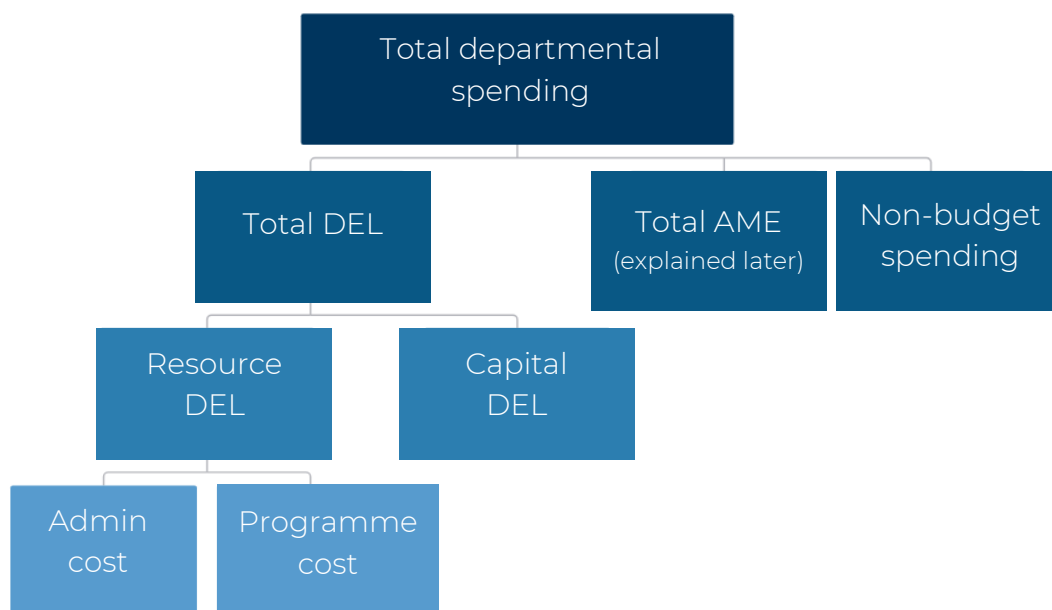 Total departmental
spending
Total DEL
Total AME
(explained later)
Non-budget
spending
Resource
DEL
Capital
DEL
Admin
cost
Programme
cost